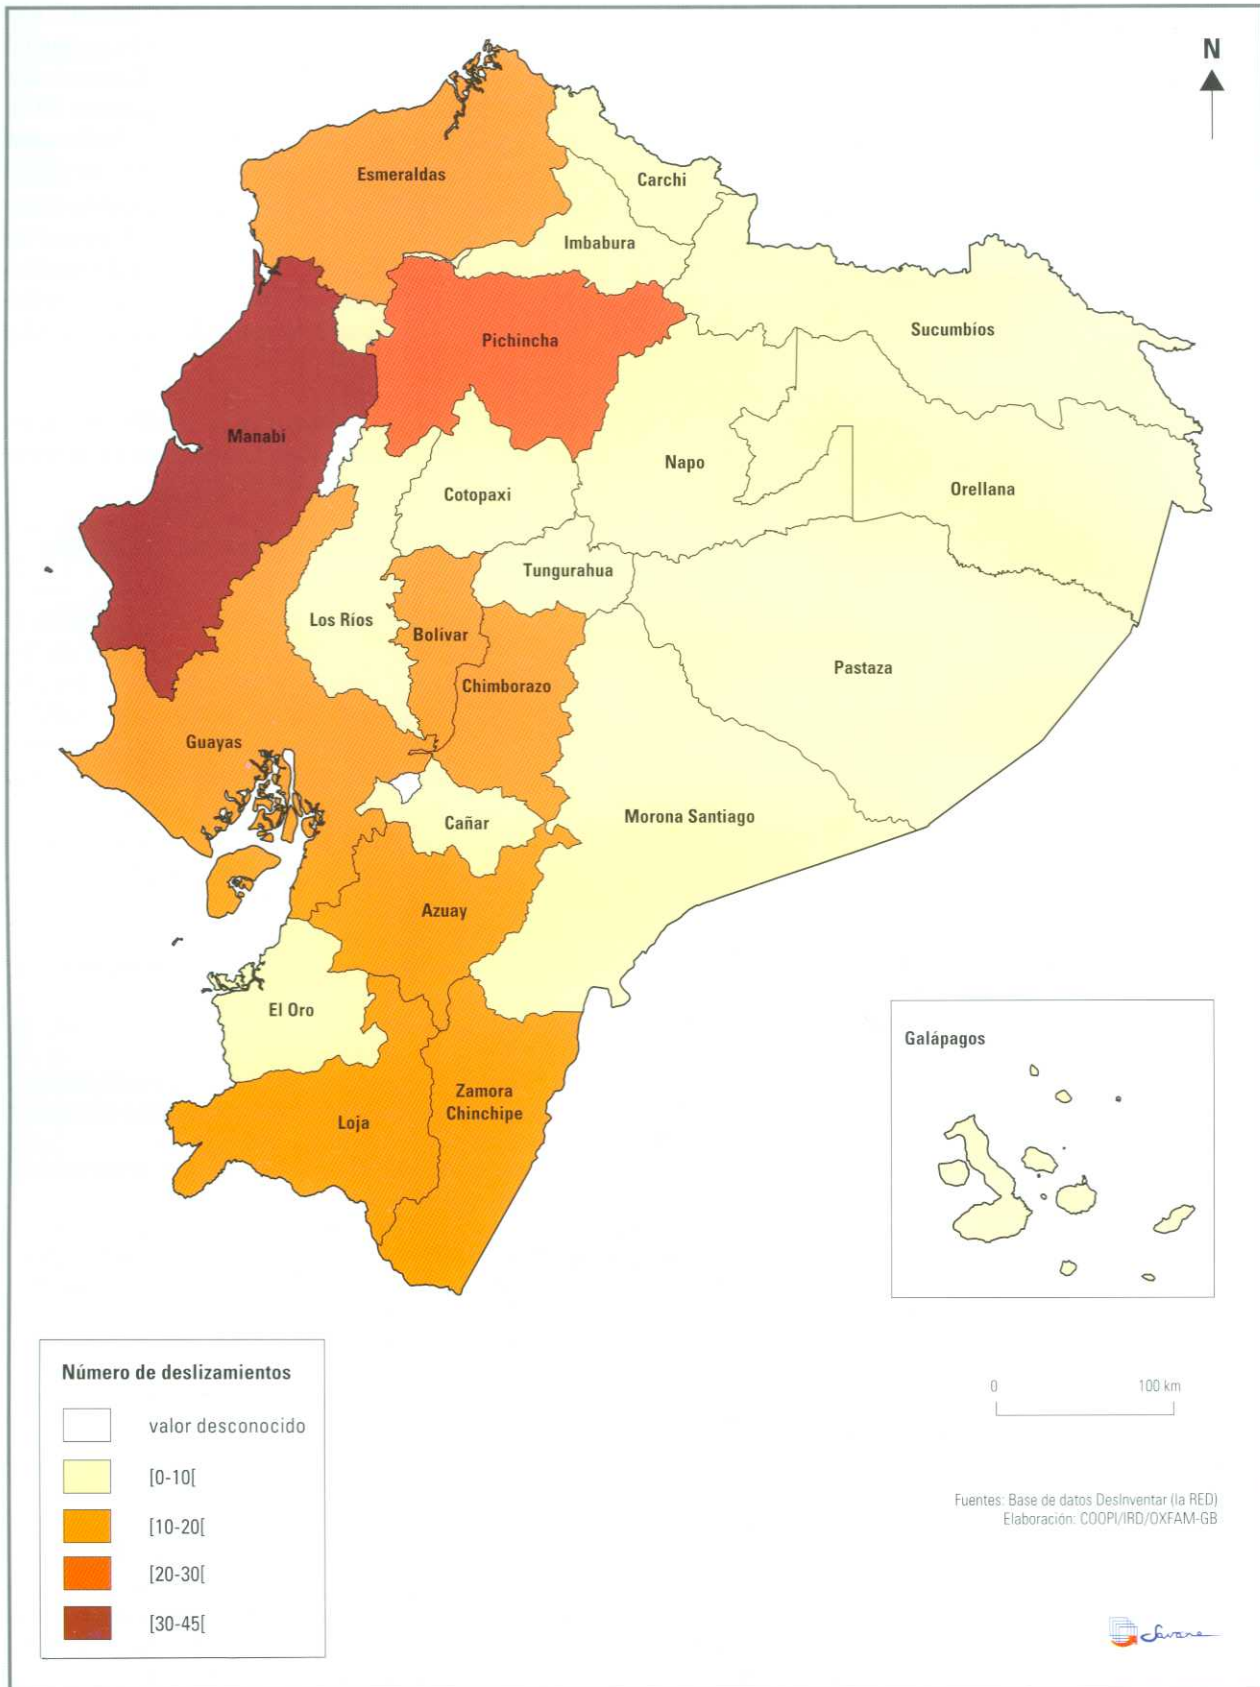 N
Esmeraldas
Carchi
Imbabura
Sucumbíos
Pichincha
Manabí
Napo
Orellana
Cotopaxi
Tungurahua
Los Ríos
Bolívar
Pastaza
Chimborazo
Guayas
Morona Santiago
Cañar
Azuay
El Oro
Galápagos
Zamora
Chinchipe
Loja
Número de deslizamientos
valor desconocido
[0-10[
[10-20[
[20-30[
[30-45[
0 100 km
Fuentes: Base de datos DesInventar (la RED)
Elaboración: COOPI/IRD/OXFAM-GB
Savane